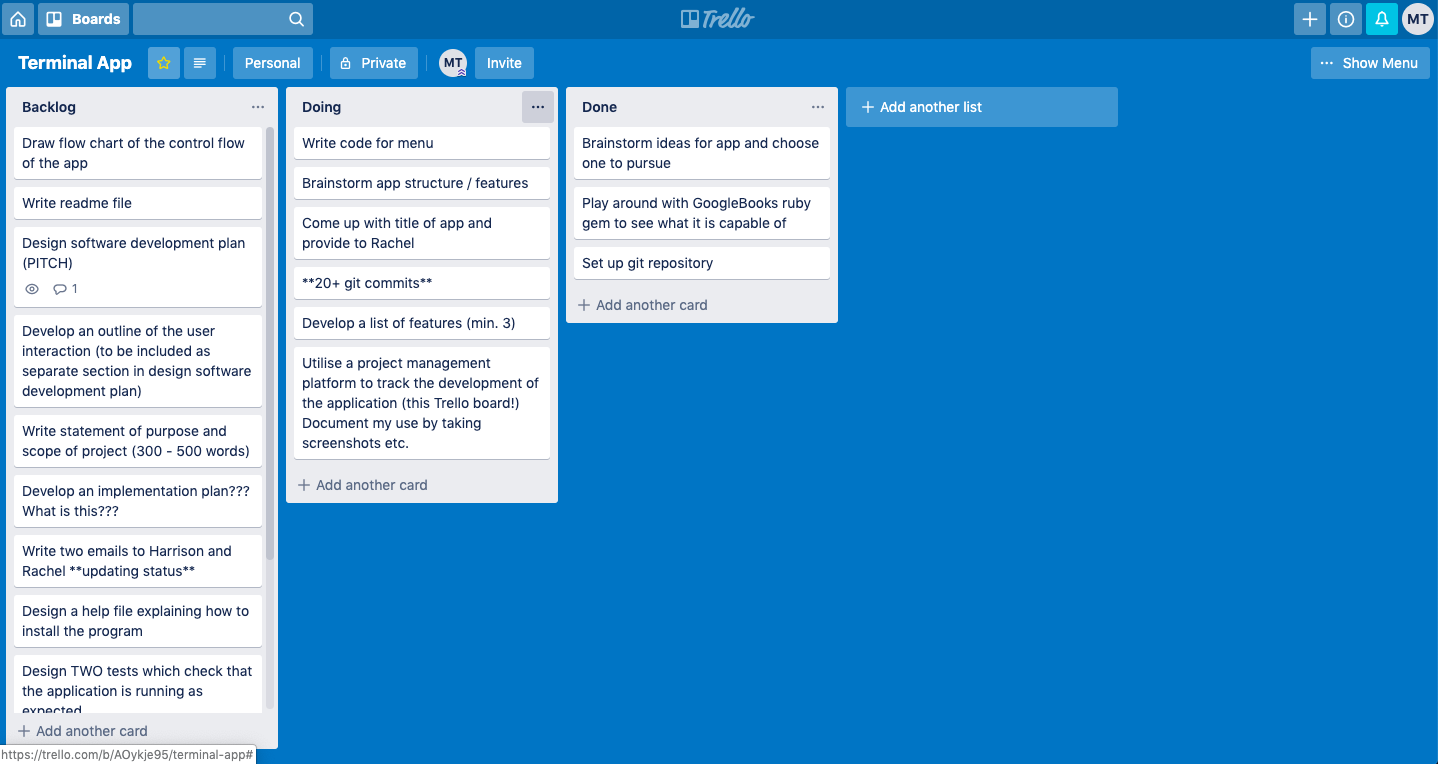 Boards
Trello
MT
Terminal App
Personal
Private
MT
Invite
... Show Menu
Backlog
Draw flow chart of the control flow
of the app
Write readme file
Design software development plan
(PITCH)
1
Develop an outline of the user
interaction (to be included as
separate section in design software
development plan)
Write statement of purpose and
scope of project (300 - 500 words)
Develop an implementation plan???
What is this???
Write two emails to Harrison and
Rachel **updating status**
Design a help file explaining how to
install the program
Design TWO tests which check that
the application is running as
expected
+ Add another card
Doing
Write code for menu
Brainstorm app structure / features
Come up with title of app and
provide to Rachel
**20+ git commits**
Develop a list of features (min. 3)
Utilise a project management
platform to track the development of
the application (this Trello board!)
Document my use by taking
screenshots etc.
+ Add another card
Done
Brainstorm ideas for app and choose
one to pursue
Play around with GoogleBooks ruby
gem to see what it is capable of
Set up git repository
+ Add another card
+ Add another list
https://trello.com/b/AOykje95/terminal-app#